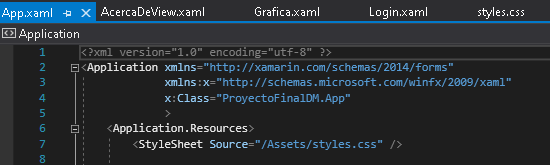 App.xaml AcercaDeView.xaml Grafica.xaml Login.xaml styles.css
Application
1 <?xml version="1.0" encoding="utf-8" ?>
2 <Application xmlns="http://xamarin.com/schemas/2014/forms"
3 xmlns:x="http://schemas.microsoft.com/winfx/2009/xaml"
4 x:Class="ProyectoFinalDM.App"
5 >
6 <Application.Resources>
7 <StyleSheet Source="/Assets/styles.css" />